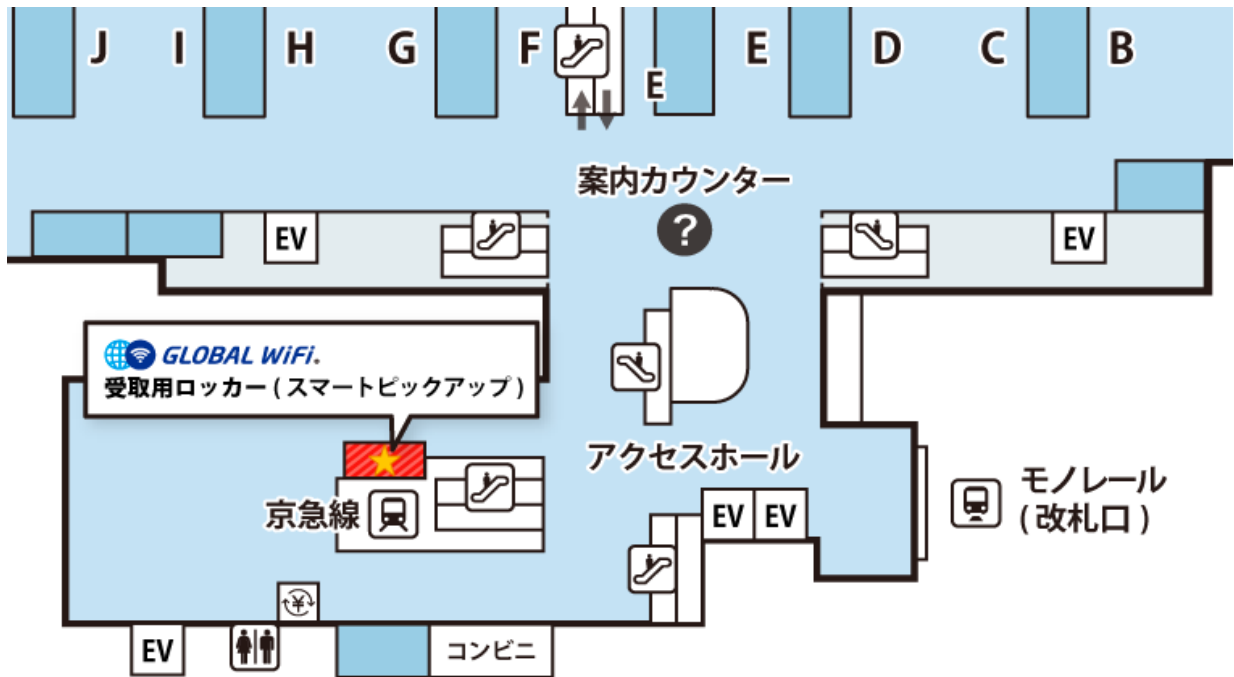 J I H G F E E D C B
案内カウンター
?
EV
EV
GLOBAL WiFi.
受取用ロッカー ( スマートピックアップ )
アクセスホール
京急線
モノレール
( 改札口 )
EV EV
¥
EV
コンビニ